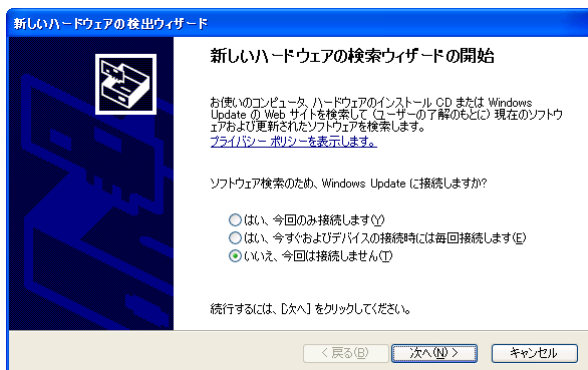 新しいハードウェアの検出ウィザード
新しいハードウェアの検索ウィザードの開始
お使いのコンピュータ、ハードウェアのインストール CD または Windows
Update の Web サイトを検索して (ユーザーの了解のもとに) 現在のソフトウ
ェアおよび更新されたソフトウェアを検索します。
プライバシー ポリシーを表示します。
ソフトウェア検索のため、Windows Update に接続しますか?
はい、今回のみ接続します(Y)
はい、今すぐおよびデバイスの接続時には毎回接続します(E)
いいえ、今回は接続しません(T)
続行するには、[次へ] をクリックしてください。
< 戻る(B)　次へ(N) >　キャンセル